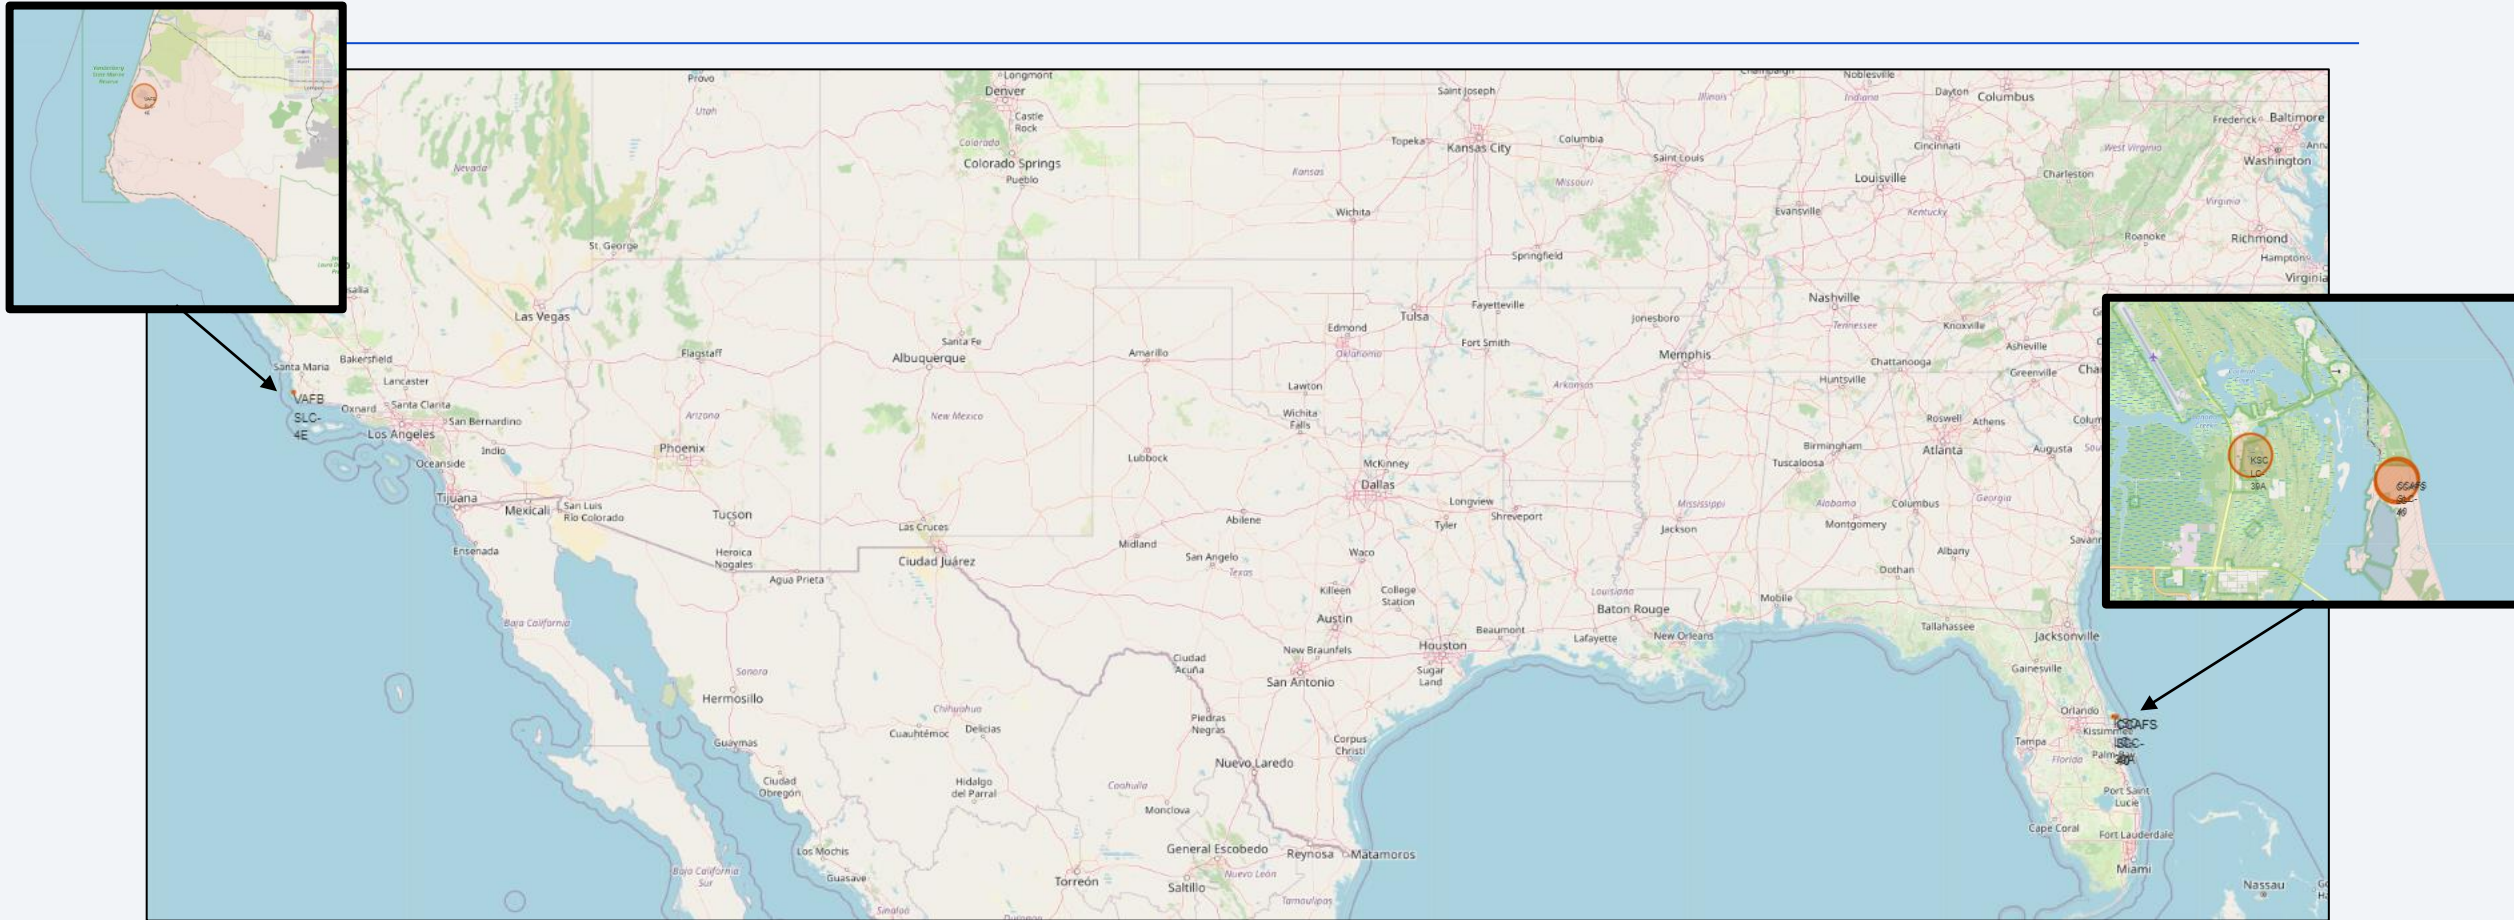 Vandenberg
State Marine
Reserve
VAFB
SLC-
4E
Provo
Longmont
Denver
Castle
Rock
Utah
Colorado
Colorado Springs
Pueblo
Nevada
Saint Joseph
Topeka
Kansas City
Columbia
Saint Louis
Kansas
Missouri
Wichita
Springfield
Illinois
Noblesville
Indiana
Dayton
Columbus
Cincinnati
Louisville
Evansville
Kentucky
Frederick
Baltimore
Washington
West Virginia
Charleston
Virginia
Roanoke
Richmond
Hampton
Virginia
St. George
Las Vegas
Flagstaff
Santa Fe
Albuquerque
Amarillo
Edmond
Oklahoma
Tulsa
Fayetteville
Fort Smith
Jonesboro
Memphis
Nashville
Tennessee
Knoxville
Chattanooga
Huntsville
Asheville
Greenville
Santa Maria
Bakersfield
Lancaster
VAFB
SLC-
4E
Oxnard
Santa Clarita
Los Angeles
San Bernardino
Indio
Oceanside
Tijuana
Mexicali
San Luis
Río Colorado
Arizona
Phoenix
Tucson
New Mexico
Las Cruces
Ciudad Juárez
Lubbock
Lawton
Wichita
Falls
Arkansas
McKinney
Dallas
Abilene
Midland
San Angelo
Texas
Waco
Longview
Tyler
Shreveport
Mississippi
Jackson
Tuscaloosa
Birmingham
Alabama
Montgomery
Roswell
Athens
Atlanta
Augusta
Columbus
Georgia
Albany
Dothan
KSC
LC-
39A
Ensenada
Heroica
Nogales
Agua Prieta
Baja California
Sonora
Hermosillo
Guaymas
Ciudad
Obregón
Chihuahua
Cuauhtémoc
Delicias
Hidalgo
del Parral
Killeen
College
Station
Austin
New Braunfels
San Antonio
Houston
Sugar
Land
Beaumont
Louisiana
Baton Rouge
Lafayette
New Orleans
Mobile
Tallahassee
Jacksonville
Gainesville
Ciudad
Acuña
Piedras
Negras
Corpus
Christi
Nuevo Laredo
Coahuila
Monclova
Orlando
Tampa
Florida
Port Saint
Lucie
Cape Coral
Fort Lauderdale
Miami
Nassau
Los Mochis
Guasave
Sinaloa
Baja California
Sur
Torreón
General Escobedo
Saltillo
Nuevo León
Reynosa
Matamoros
Tamaulipas